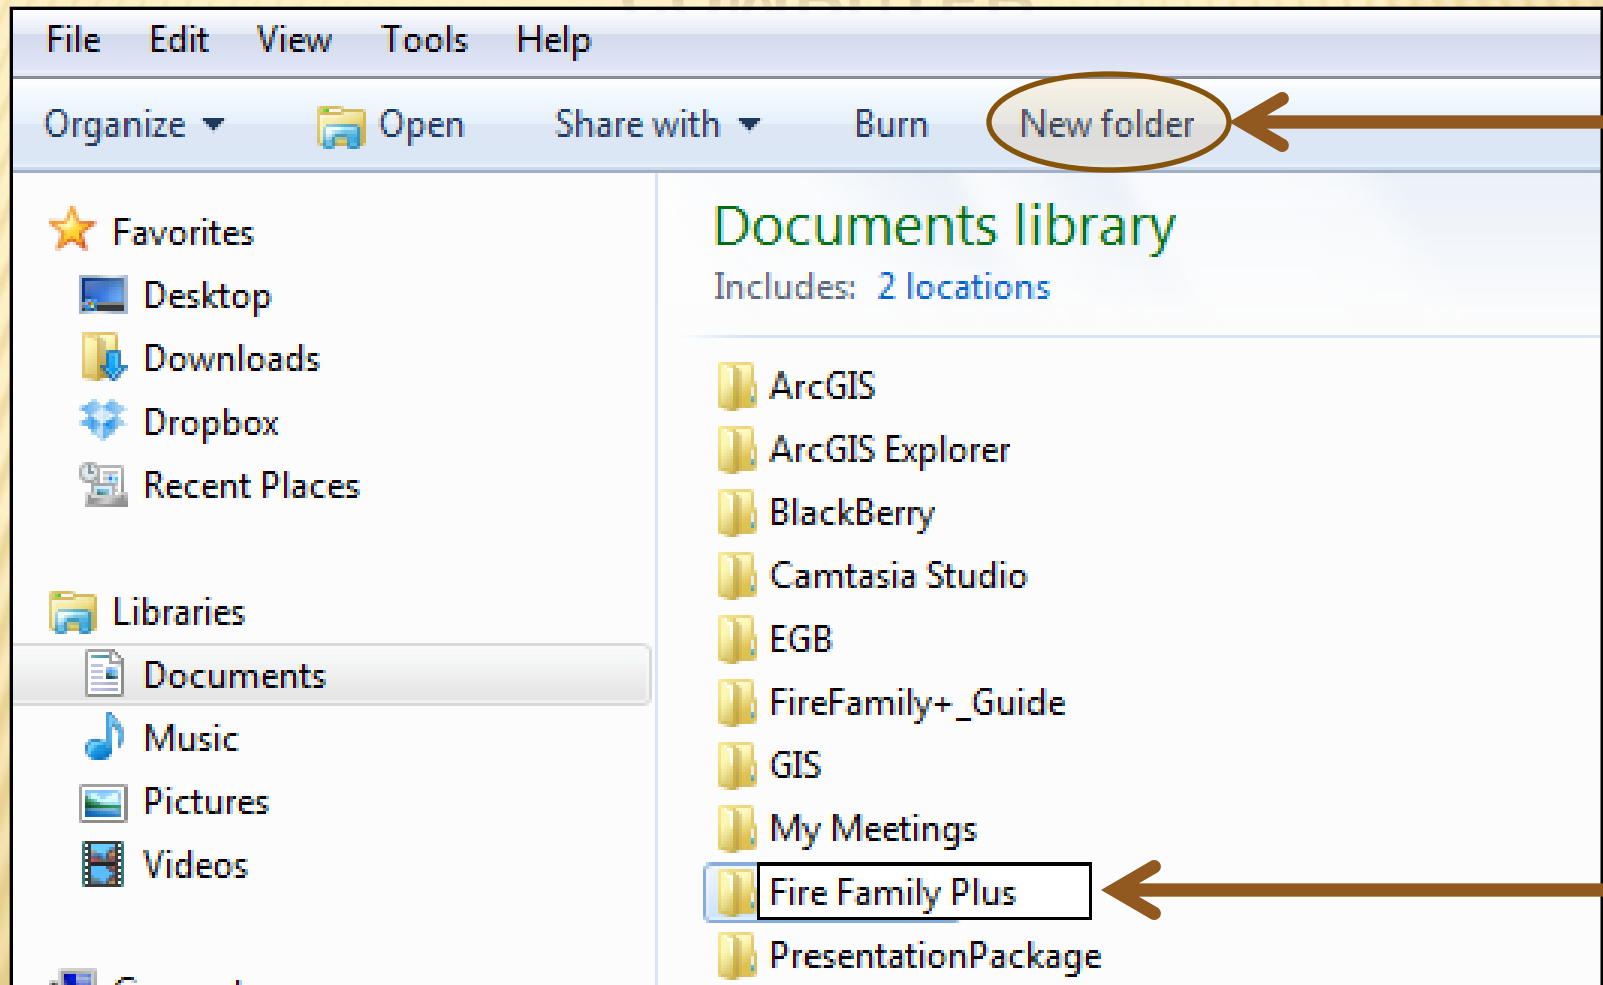 File Edit View Tools Help
Organize Open Share with Burn New folder
Favorites
Desktop
Downloads
Dropbox
Recent Places
Libraries
Documents
Music
Pictures
Videos
Documents library
Includes: 2 locations
ArcGIS
ArcGIS Explorer
BlackBerry
Camtasia Studio
EGB
FireFamily+_Guide
GIS
My Meetings
Fire Family Plus
PresentationPackage